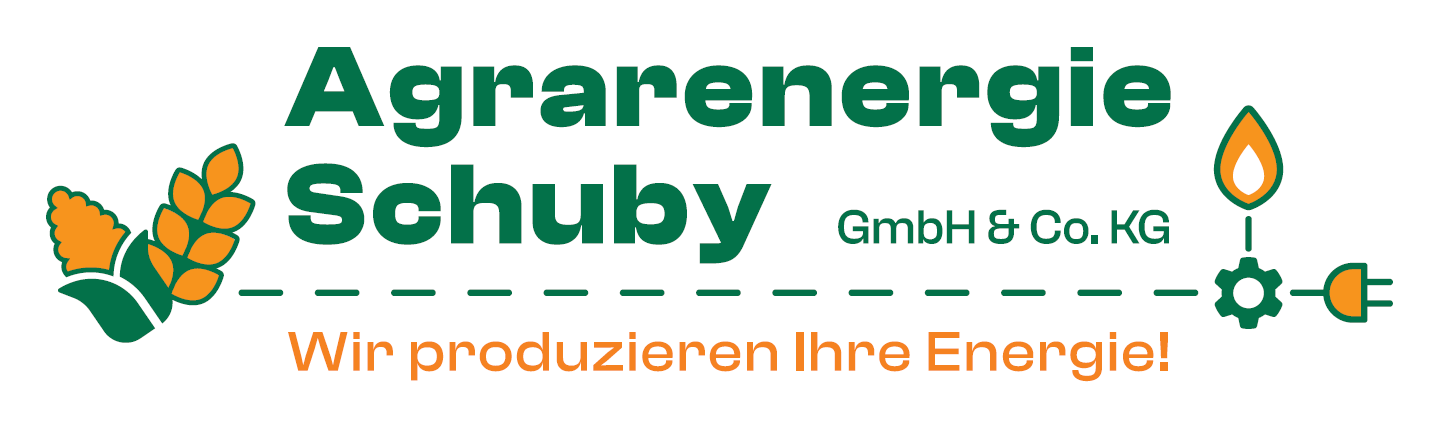 Agrarenergie
Schuby GmbH & Co. KG
Wir produzieren Ihre Energie!